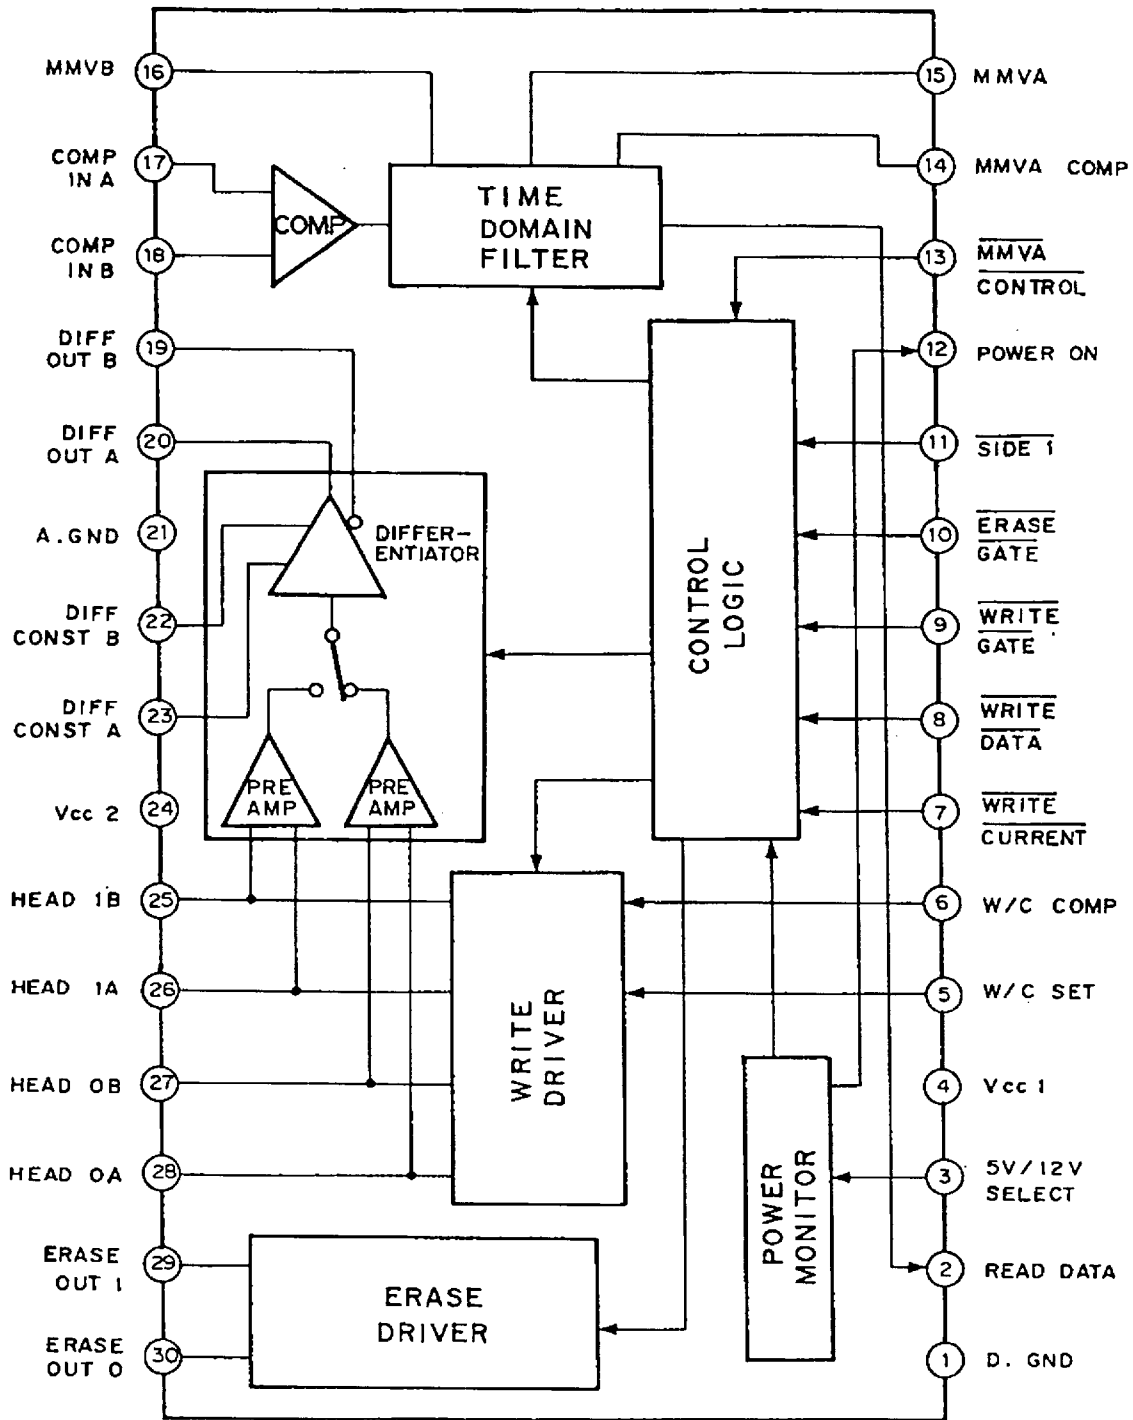 MMVB
16
COMP
IN A
17
COMP
IN B
18
DIFF
OUT B
19
DIFF
OUT A
20
A.GND
21
DIFF
CONST B
22
DIFF
CONST A
23
Vcc 2
24
HEAD 1B
25
HEAD 1A
26
HEAD 0B
27
HEAD 0A
28
ERASE
OUT 1
29
ERASE
OUT 0
30
COMP
TIME
DOMAIN
FILTER
DIFFER-
ENTIATOR
PRE
AMP
PRE
AMP
CONTROL
LOGIC
WRITE
DRIVER
POWER
MONITOR
ERASE
DRIVER
15
MMVA
14
MMVA COMP
13
MMVA
CONTROL
12
POWER ON
11
SIDE 1
10
ERASE
GATE
9
WRITE
GATE
8
WRITE
DATA
7
WRITE
CURRENT
6
W/C COMP
5
W/C SET
4
Vcc 1
3
5V/12V
SELECT
2
READ DATA
1
D. GND